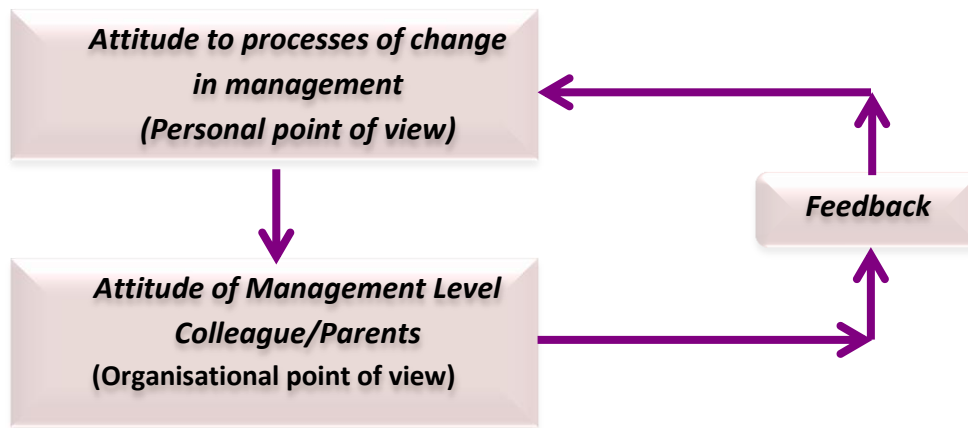 Attitude to processes of change
in management
(Personal point of view)
Feedback
Attitude of Management Level
Colleague/Parents
(Organisational point of view)